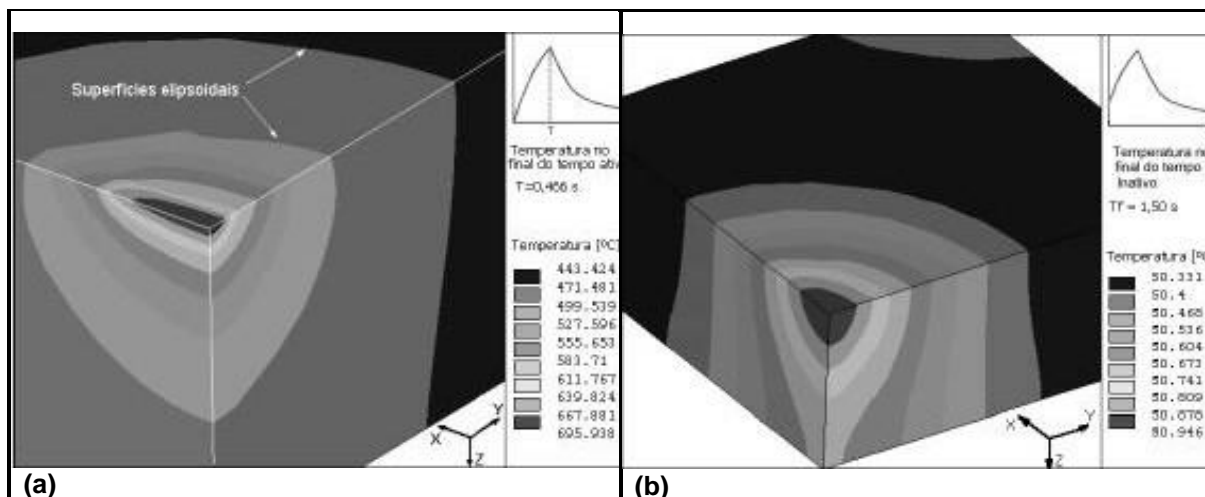 Superfícies elipsoidais
T
Temperatura no
final do tempo ativ
T=0,466 s
Temperatura [ºC]
443.424
471.481
499.539
527.596
555.653
583.71
611.767
639.824
667.881
695.938
X
Y
Z
(a)
Temperatura no
final do tempo
Inativo
Tf = 1,50 s
Temperatura [º
50.331
50.4
50.468
50.536
50.604
50.673
50.741
50.809
50.878
50.946
X
Y
Z
(b)